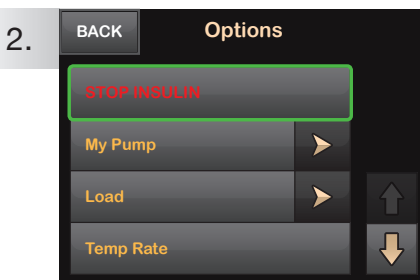 2.
BACK
Options
STOP INSULIN
My Pump
Load
Temp Rate